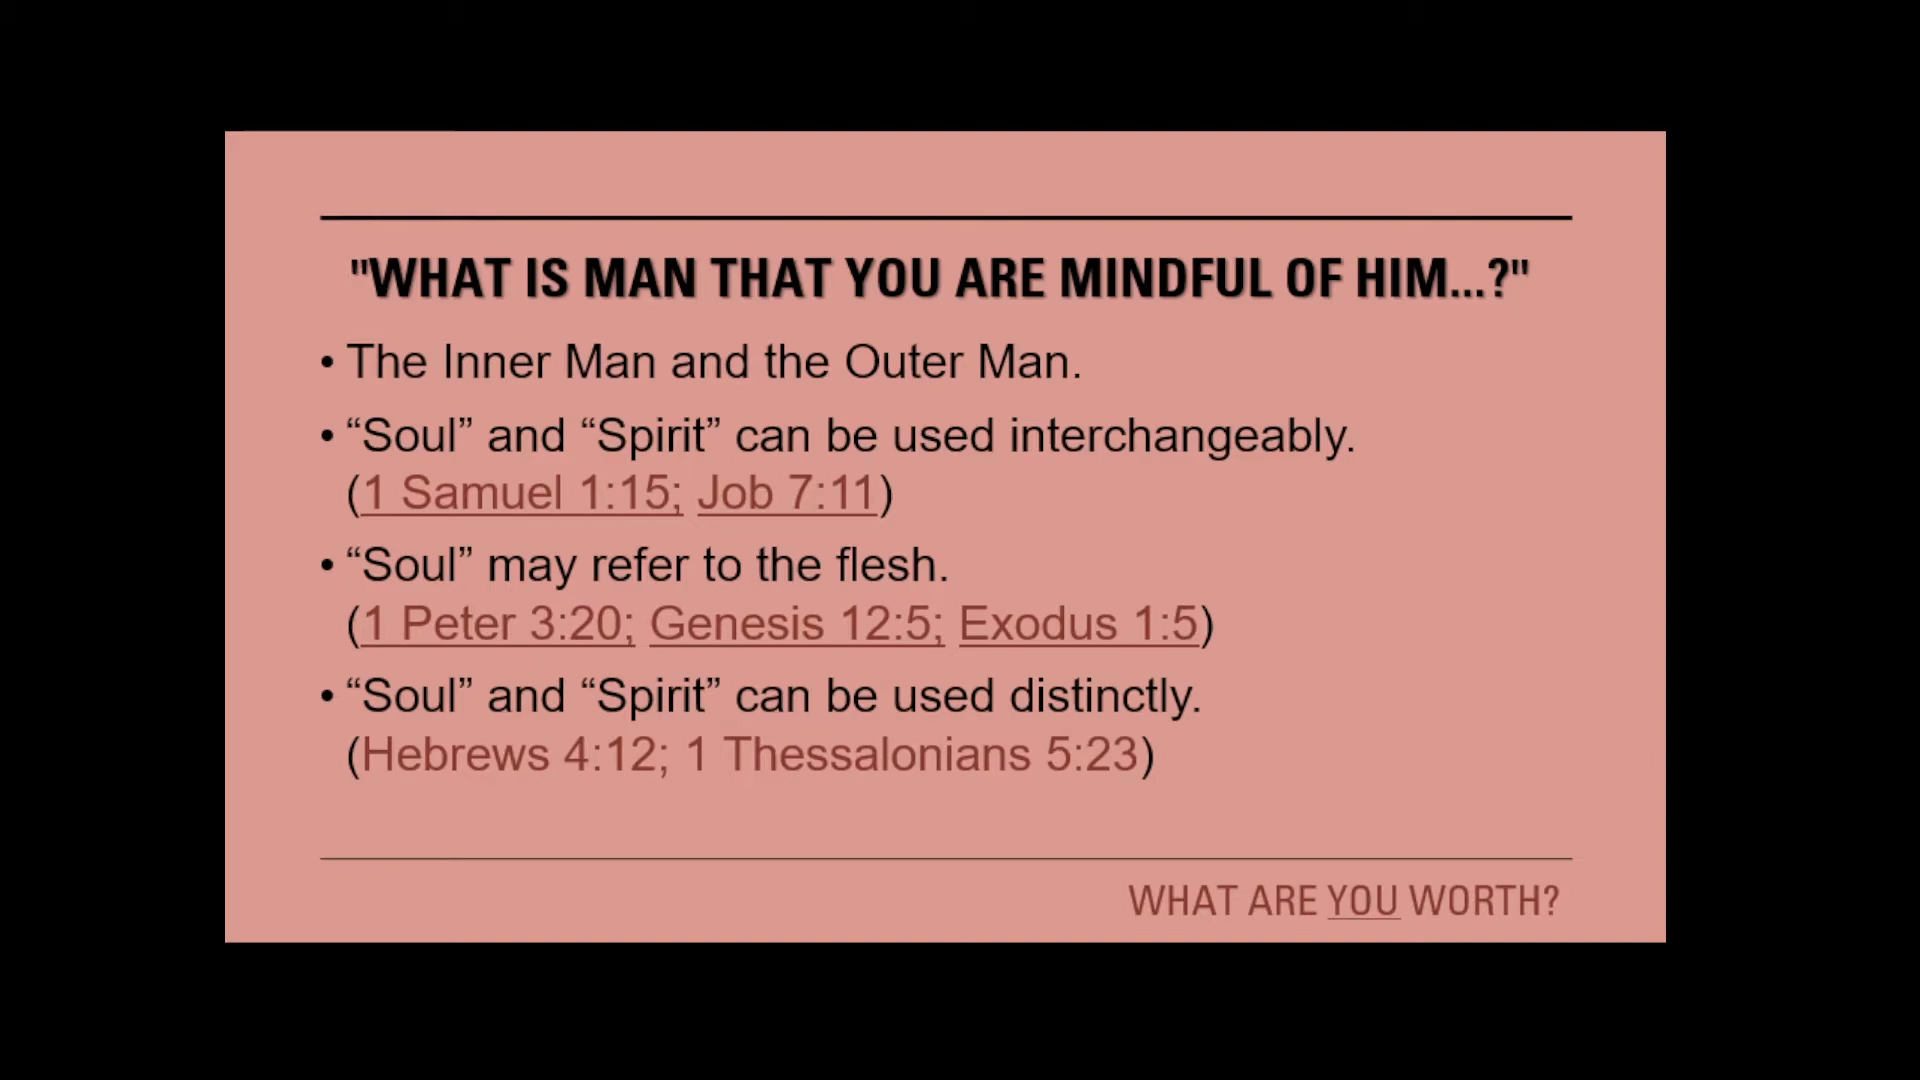 "WHAT IS MAN THAT YOU ARE MINDFUL OF HIM...?"
• The Inner Man and the Outer Man.
• “Soul” and “Spirit” can be used interchangeably.
(1 Samuel 1:15; Job 7:11)
• “Soul” may refer to the flesh.
(1 Peter 3:20; Genesis 12:5; Exodus 1:5)
• “Soul” and “Spirit” can be used distinctly.
(Hebrews 4:12; 1 Thessalonians 5:23)
WHAT ARE YOU WORTH?